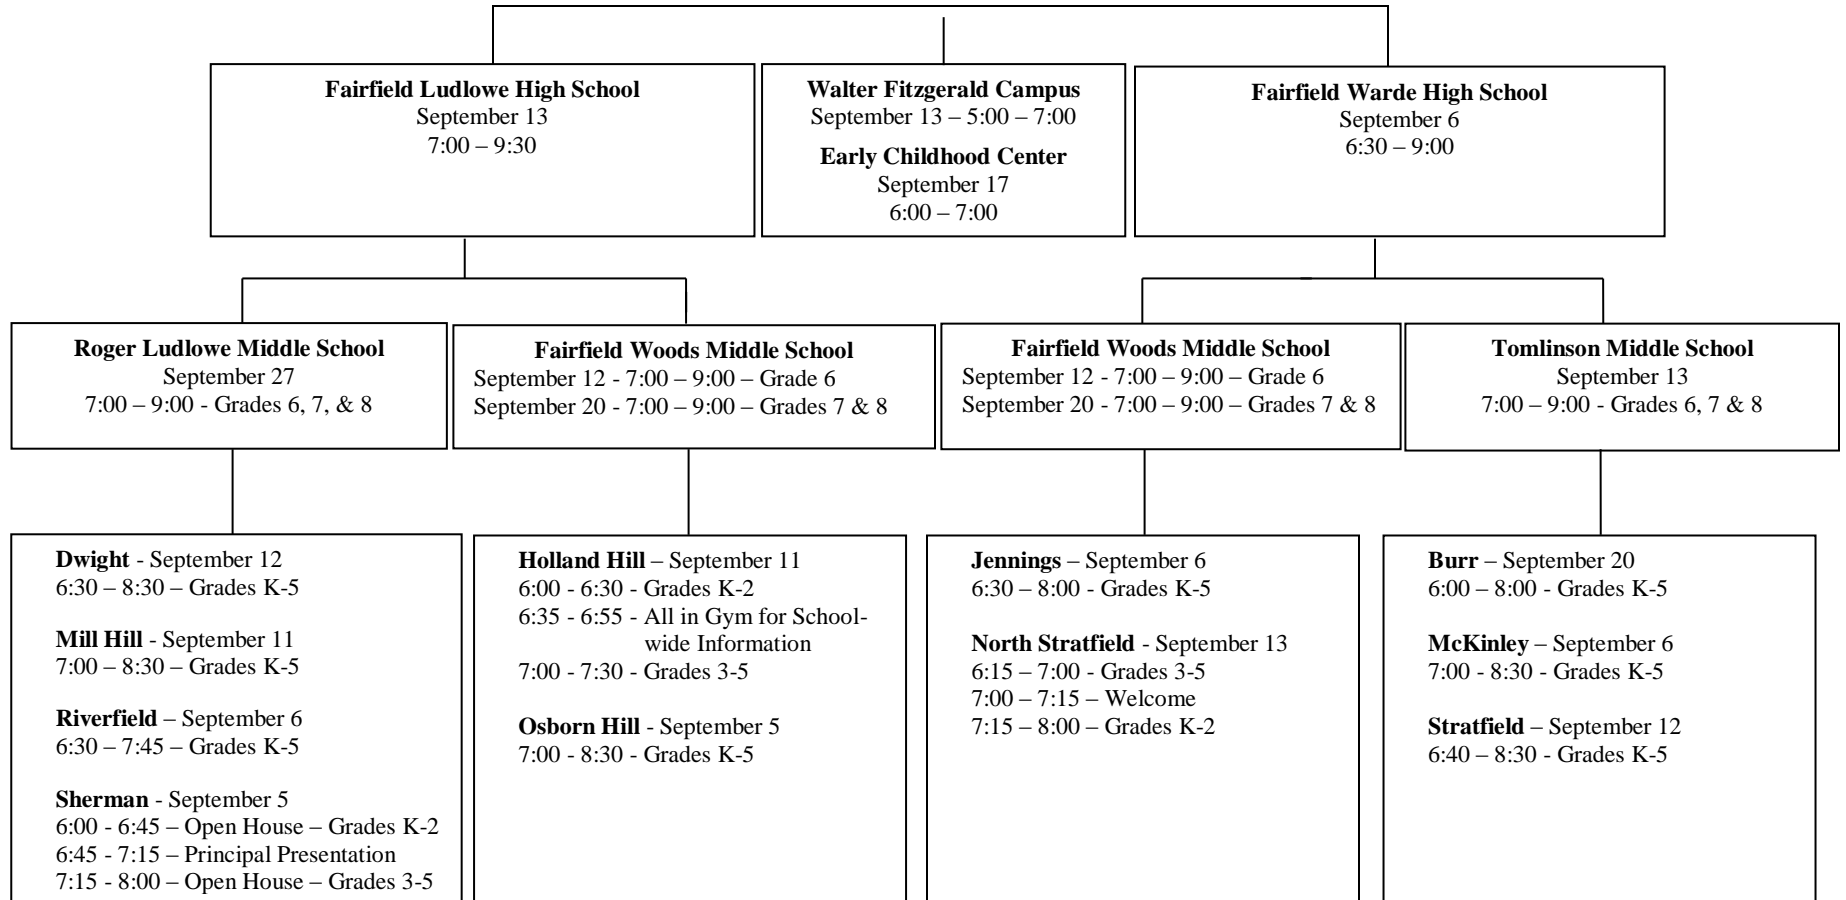 Fairfield Ludlowe High School
September 13
7:00 – 9:30
Walter Fitzgerald Campus
September 13 – 5:00 – 7:00
Early Childhood Center
September 17
6:00 – 7:00
Fairfield Warde High School
September 6
6:30 – 9:00
Roger Ludlowe Middle School
September 27
7:00 – 9:00 - Grades 6, 7, & 8
Fairfield Woods Middle School
September 12 - 7:00 – 9:00 – Grade 6
September 20 - 7:00 – 9:00 – Grades 7 & 8
Fairfield Woods Middle School
September 12 - 7:00 – 9:00 – Grade 6
September 20 - 7:00 – 9:00 – Grades 7 & 8
Tomlinson Middle School
September 13
7:00 – 9:00 - Grades 6, 7 & 8
Dwight - September 12
6:30 – 8:30 – Grades K-5
Mill Hill - September 11
7:00 – 8:30 – Grades K-5
Riverfield – September 6
6:30 – 7:45 – Grades K-5
Sherman - September 5
6:00 - 6:45 – Open House – Grades K-2
6:45 - 7:15 – Principal Presentation
7:15 - 8:00 – Open House – Grades 3-5
Holland Hill – September 11
6:00 - 6:30 - Grades K-2
6:35 - 6:55 - All in Gym for School-
wide Information
7:00 - 7:30 - Grades 3-5
Osborn Hill - September 5
7:00 - 8:30 - Grades K-5
Jennings – September 6
6:30 – 8:00 - Grades K-5
North Stratfield - September 13
6:15 – 7:00 - Grades 3-5
7:00 – 7:15 – Welcome
7:15 – 8:00 – Grades K-2
Burr – September 20
6:00 – 8:00 - Grades K-5
McKinley – September 6
7:00 - 8:30 - Grades K-5
Stratfield – September 12
6:40 – 8:30 - Grades K-5